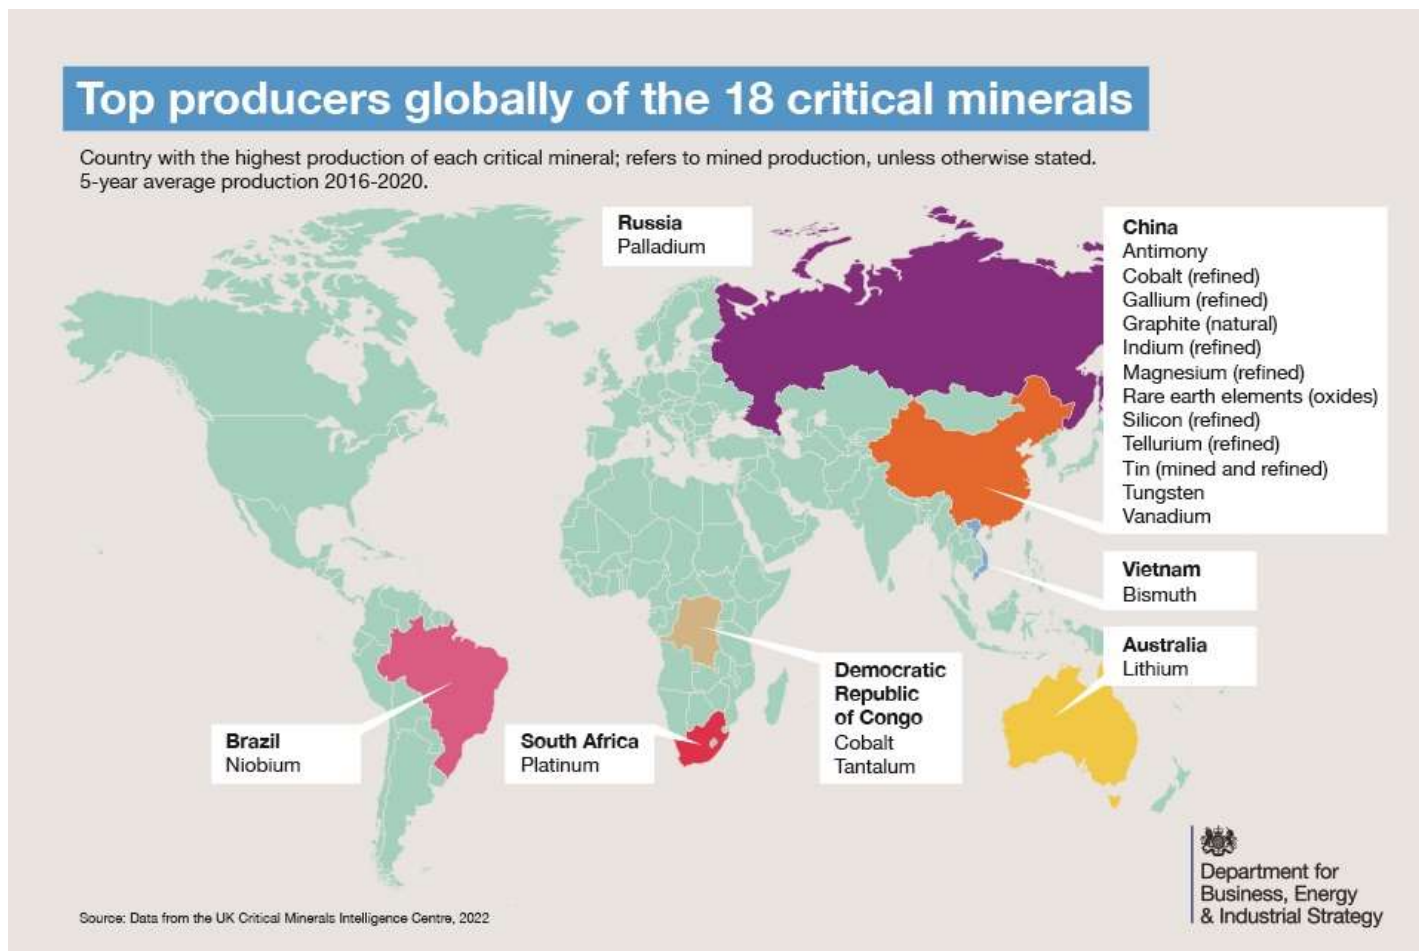 Top producers globally of the 18 critical minerals
Country with the highest production of each critical mineral; refers to mined production, unless otherwise stated.
5-year average production 2016-2020.
Russia
Palladium
China
Antimony
Cobalt (refined)
Gallium (refined)
Graphite (natural)
Indium (refined)
Magnesium (refined)
Rare earth elements (oxides)
Silicon (refined)
Tellurium (refined)
Tin (mined and refined)
Tungsten
Vanadium
Vietnam
Bismuth
Australia
Lithium
Democratic
Republic
of Congo
Cobalt
Tantalum
South Africa
Platinum
Brazil
Niobium
Department for
Business, Energy
& Industrial Strategy
Source: Data from the UK Critical Minerals Intelligence Centre, 2022